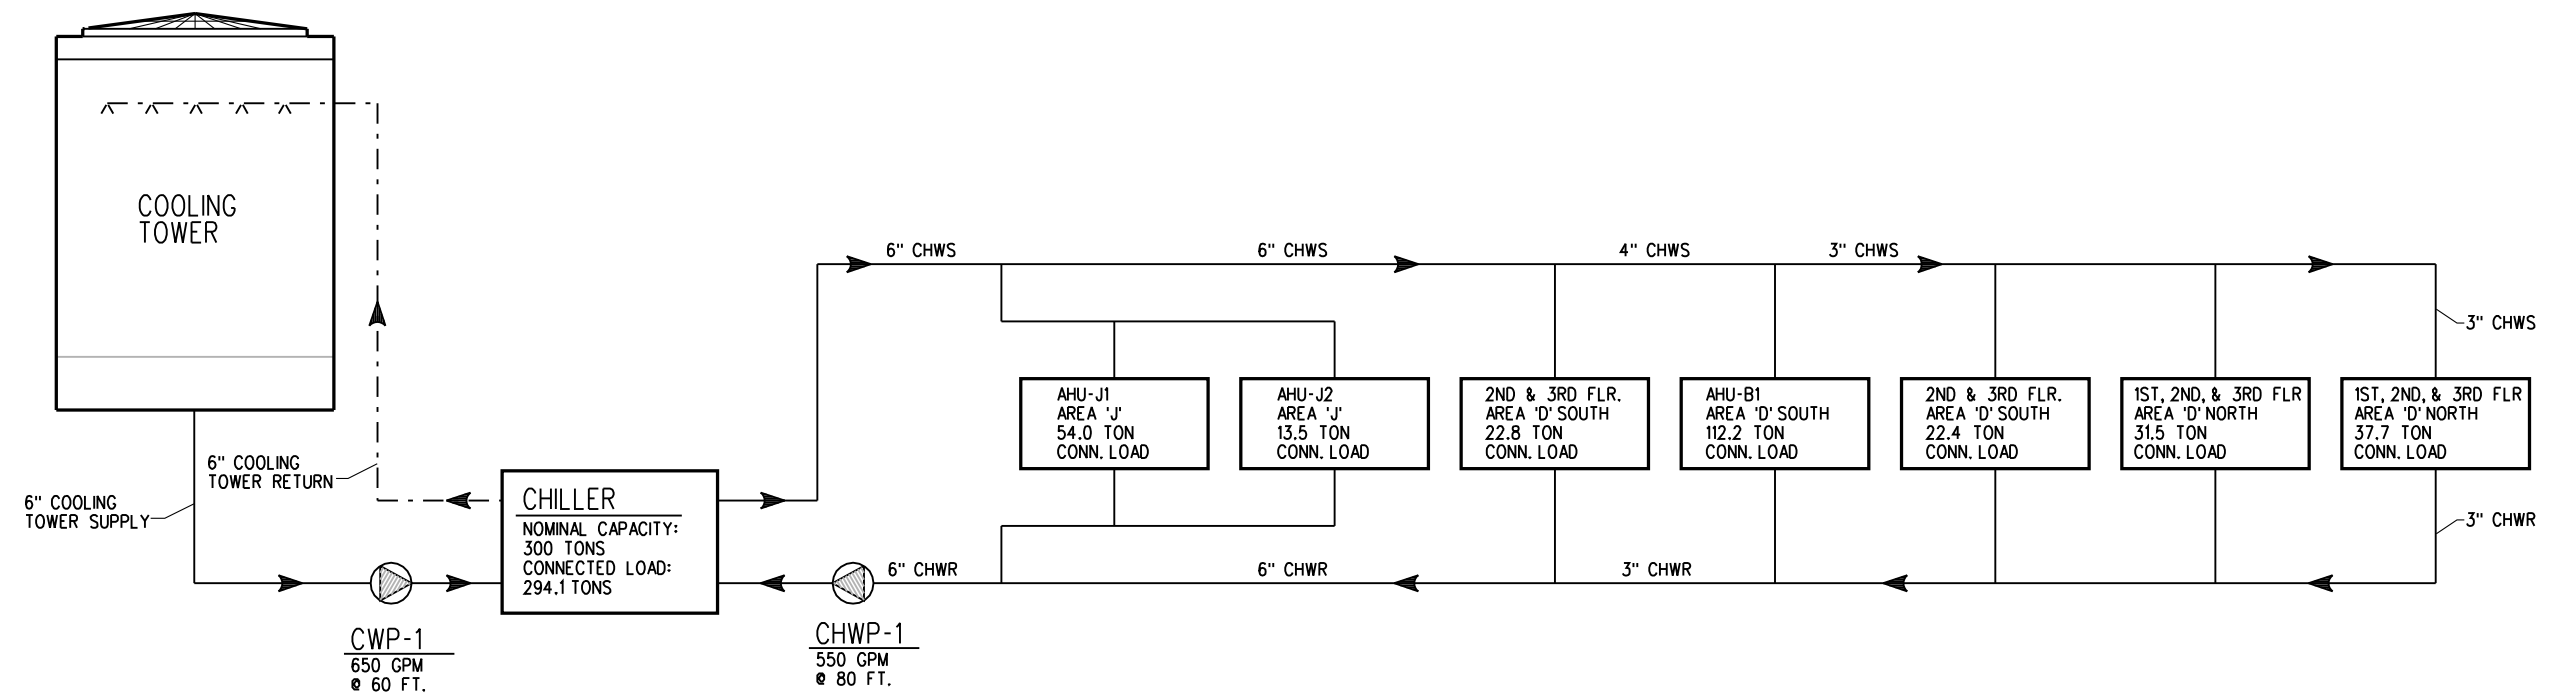 COOLING
TOWER
6" COOLING
TOWER RETURN
6" COOLING
TOWER SUPPLY
CHILLER
NOMINAL CAPACITY:
300 TONS
CONNECTED LOAD:
294.1 TONS
CWP-1
650 GPM
@ 60 FT.
CHWP-1
550 GPM
@ 80 FT.
6" CHWS
6" CHWS
4" CHWS
3" CHWS
3" CHWS
AHU-J1
AREA 'J'
54.0 TON
CONN. LOAD
AHU-J2
AREA 'J'
13.5 TON
CONN. LOAD
2ND & 3RD FLR.
AREA 'D' SOUTH
22.8 TON
CONN. LOAD
AHU-B1
AREA 'D' SOUTH
112.2 TON
CONN. LOAD
2ND & 3RD FLR.
AREA 'D' SOUTH
22.4 TON
CONN. LOAD
1ST, 2ND, & 3RD FLR
AREA 'D' NORTH
31.5 TON
CONN. LOAD
1ST, 2ND, & 3RD FLR
AREA 'D' NORTH
37.7 TON
CONN. LOAD
3" CHWR
6" CHWR
6" CHWR
3" CHWR